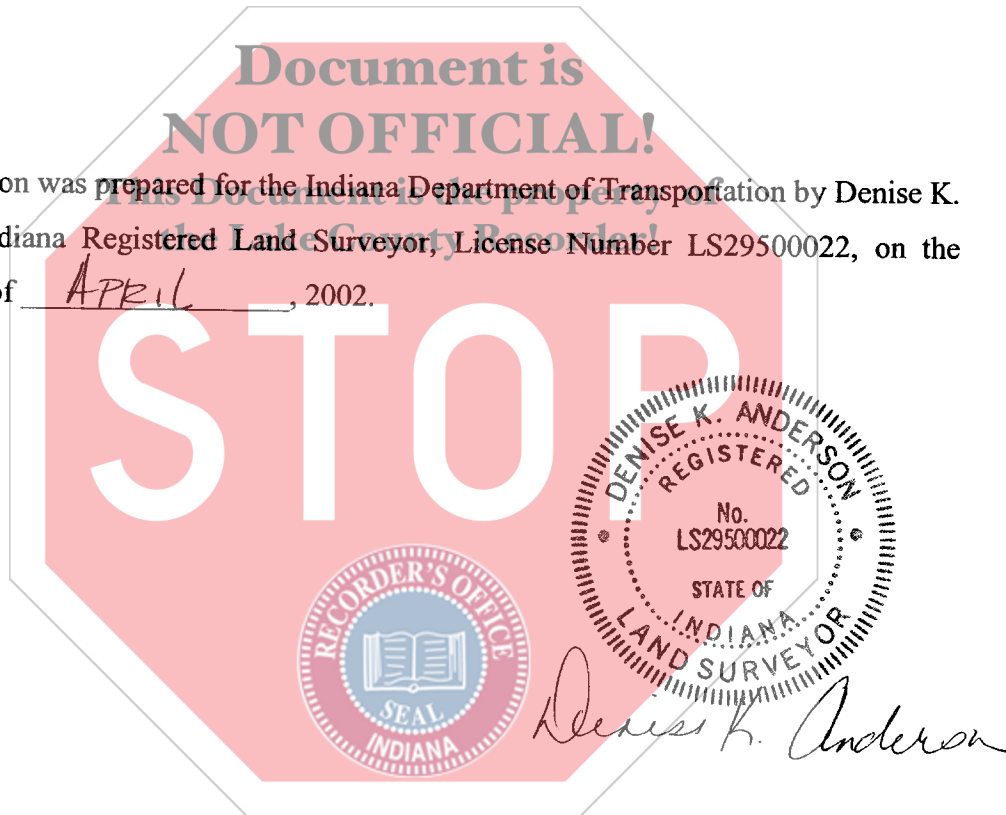 Document is
NOT OFFICIAL!
on was prepared for the Indiana Department of Transportation by Denise K.
This Document is the property of
diana Registered Land Surveyor, License Number LS29500022, on the
the Lake County Recorder!
f APRIL, 2002.
STOP
DENISE K. ANDERSON
REGISTERED
No.
LS29500022
STATE OF
INDIANA
LAND SURVEYOR
RECORDER'S OFFICE
SEAL
INDIANA
Denise K. Anderson